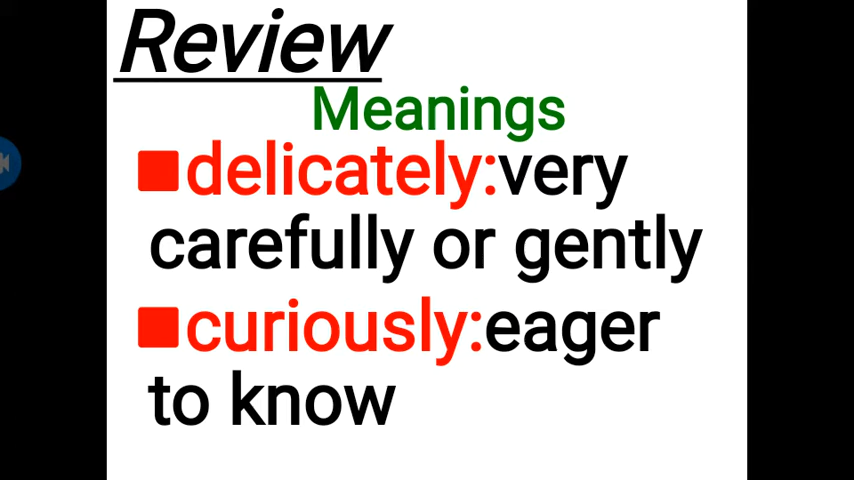 Review
Meanings
delicately:very
carefully or gently
curiously:eager
to know